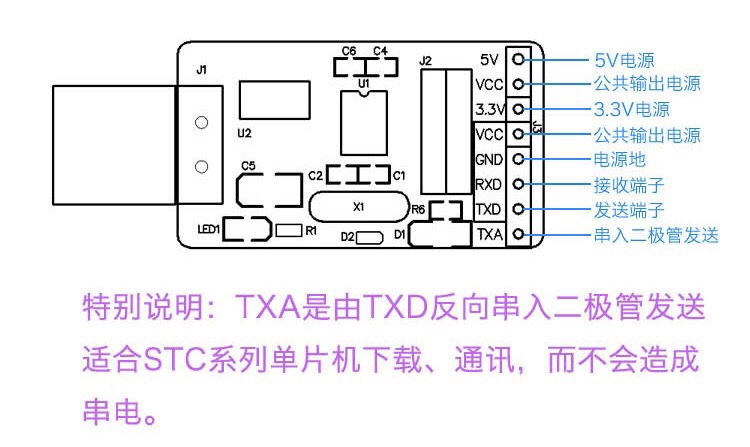 C6 C4
J1
U1
J2
5V 5V电源
VCC 公共输出电源
3.3V 3.3V电源
J3
VCC 公共输出电源
U2
GND 电源地
C5
C2 C1
RXD 接收端子
X1
R6
TXD 发送端子
LED1 R1
D2 D1
TXA 串入二极管发送
特别说明：TXA是由TXD反向串入二极管发送
适合STC系列单片机下载、通讯，而不会造成
串电。